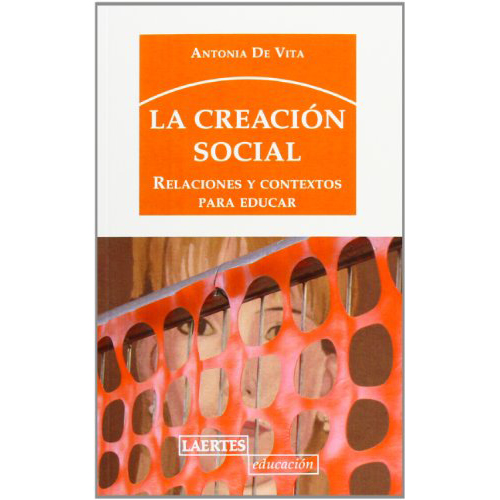 ANTONIA DE VITA
LA CREACIÓN
SOCIAL
RELACIONES Y CONTEXTOS
PARA EDUCAR
LAERTES
educación